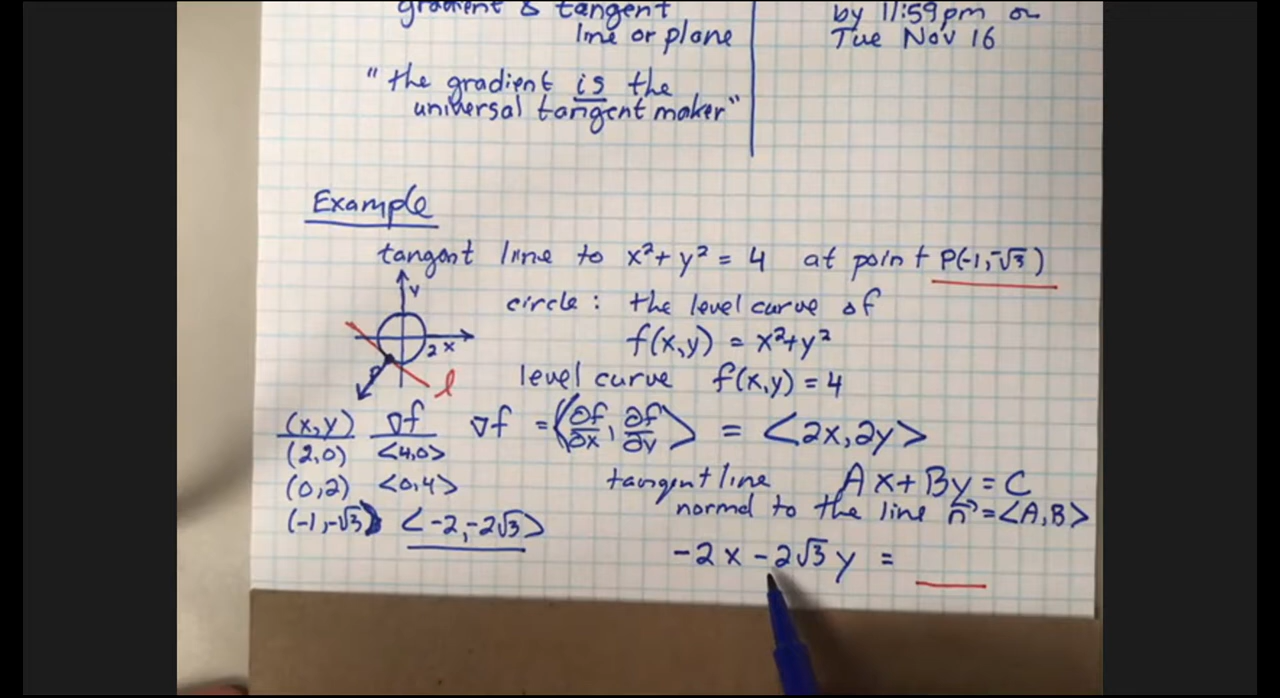 gradient & tangent
line or plane
"the gradient is the
universal tangent maker"
by 11:59pm on
Tue Nov 16
Example
tangent line to x²+y² = 4 at point P(-1,-√3)
y
x
2
P
l
circle: the level curve of
f(x,y) = x²+y²
level curve f(x,y) = 4
(x,y) ∇f
(2,0) <4,0>
(0,2) <0,4>
(-1,-√3) <-2,-2√3>
∇f = <∂f/∂x, ∂f/∂y> = <2x,2y>
tangent line Ax+By = C
normal to the line n⃗ = <A,B>
-2x -2√3 y = ___